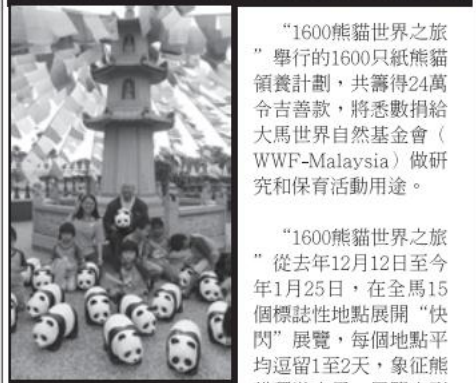 “1600熊貓世界之旅
”舉行的1600只紙熊貓
領養計劃，共籌得24萬
令吉善款，將悉數捐給
大馬世界自然基金會（
WWF-Malaysia）做研
究和保育活動用途。
“1600熊貓世界之旅
”從去年12月12日至今
年1月25日，在全馬15
個標誌性地點展開“快
閃”展覽，每個地點平
均逗留1至2天，象征熊